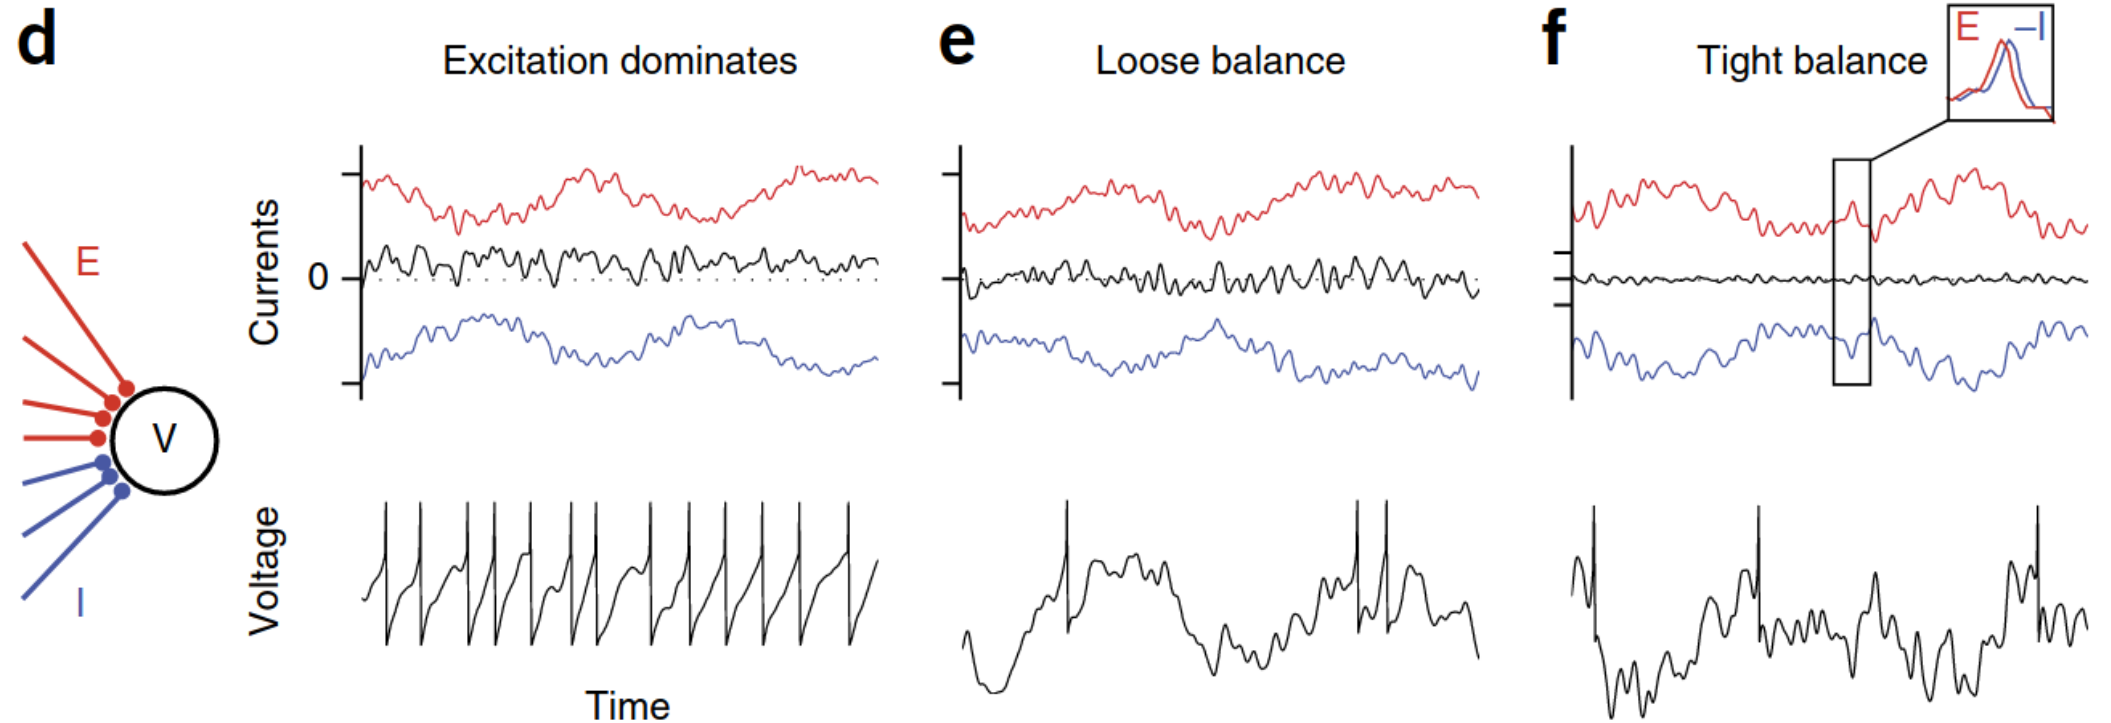 d
Excitation dominates
e
Loose balance
f
Tight balance
E
–I
Currents
0
E
V
I
Voltage
Time